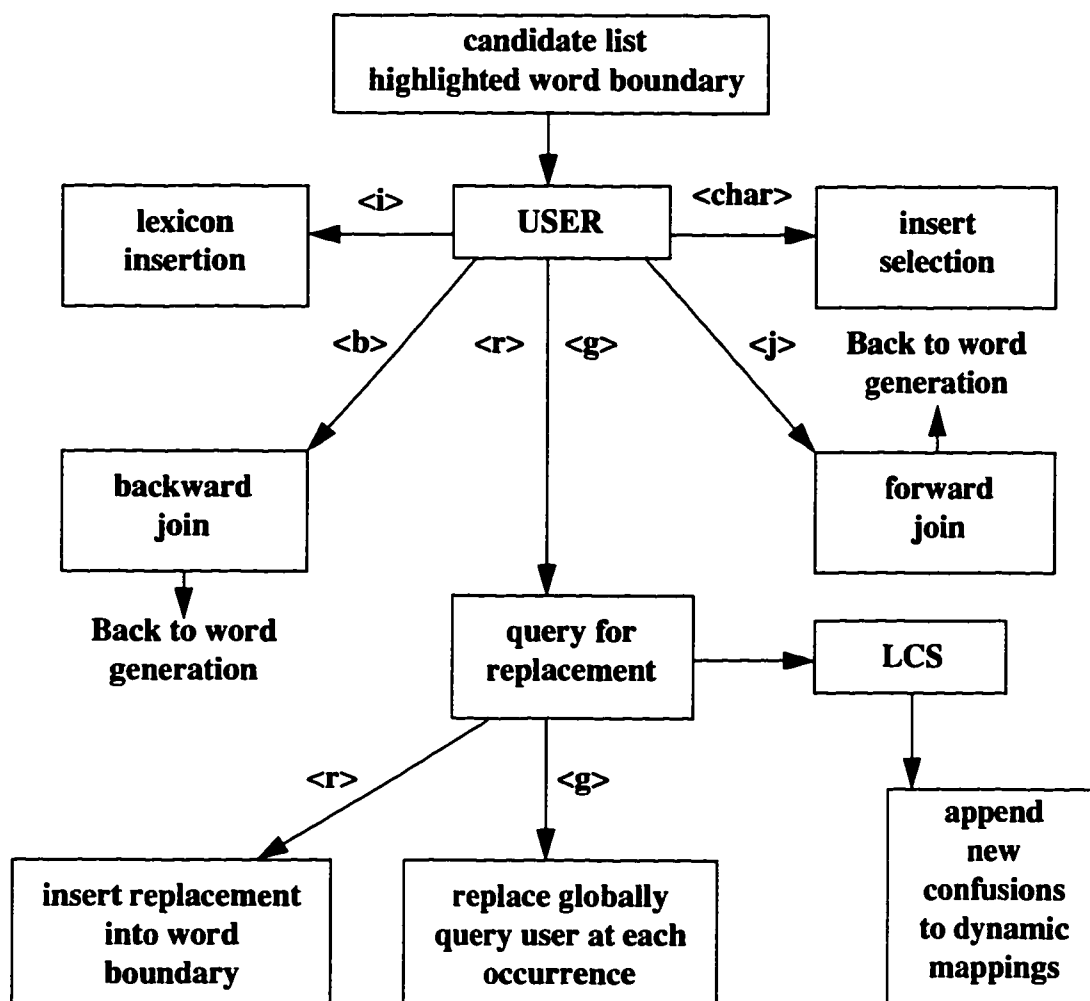 candidate list
highlighted word boundary
<i>
<char>
lexicon
insertion
USER
insert
selection
<b>
<r>
<g>
<j>
Back to word
generation
backward
join
forward
join
Back to word
generation
query for
replacement
LCS
<r>
<g>
insert replacement
into word
boundary
replace globally
query user at each
occurrence
append
new
confusions
to dynamic
mappings